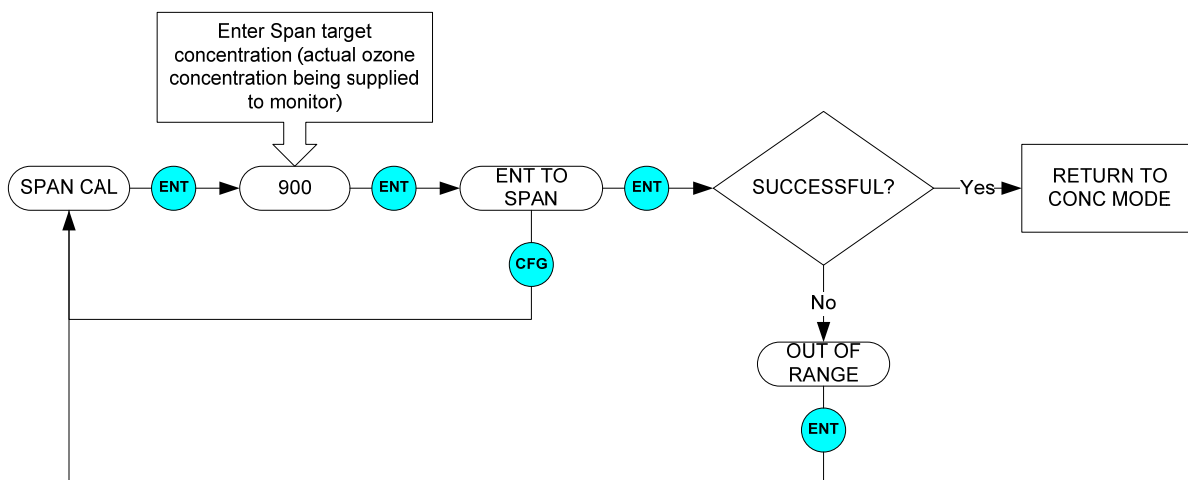 Enter Span target
concentration (actual ozone
concentration being supplied
to monitor)
SPAN CAL
ENT
900
ENT
ENT TO
SPAN
ENT
SUCCESSFUL?
Yes
RETURN TO
CONC MODE
CFG
No
OUT OF
RANGE
ENT